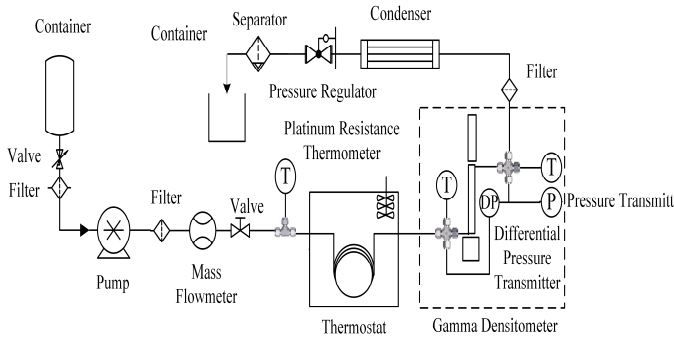 Container
Separator
Container
Condenser
Pressure Regulator
Filter
Platinum Resistance
Thermometer
Valve
Filter
Filter
Valve
T
T
T
DP
P
Pressure Transmitt
Differential
Pressure
Transmitter
Pump
Mass
Flowmeter
Thermostat
Gamma Densitometer